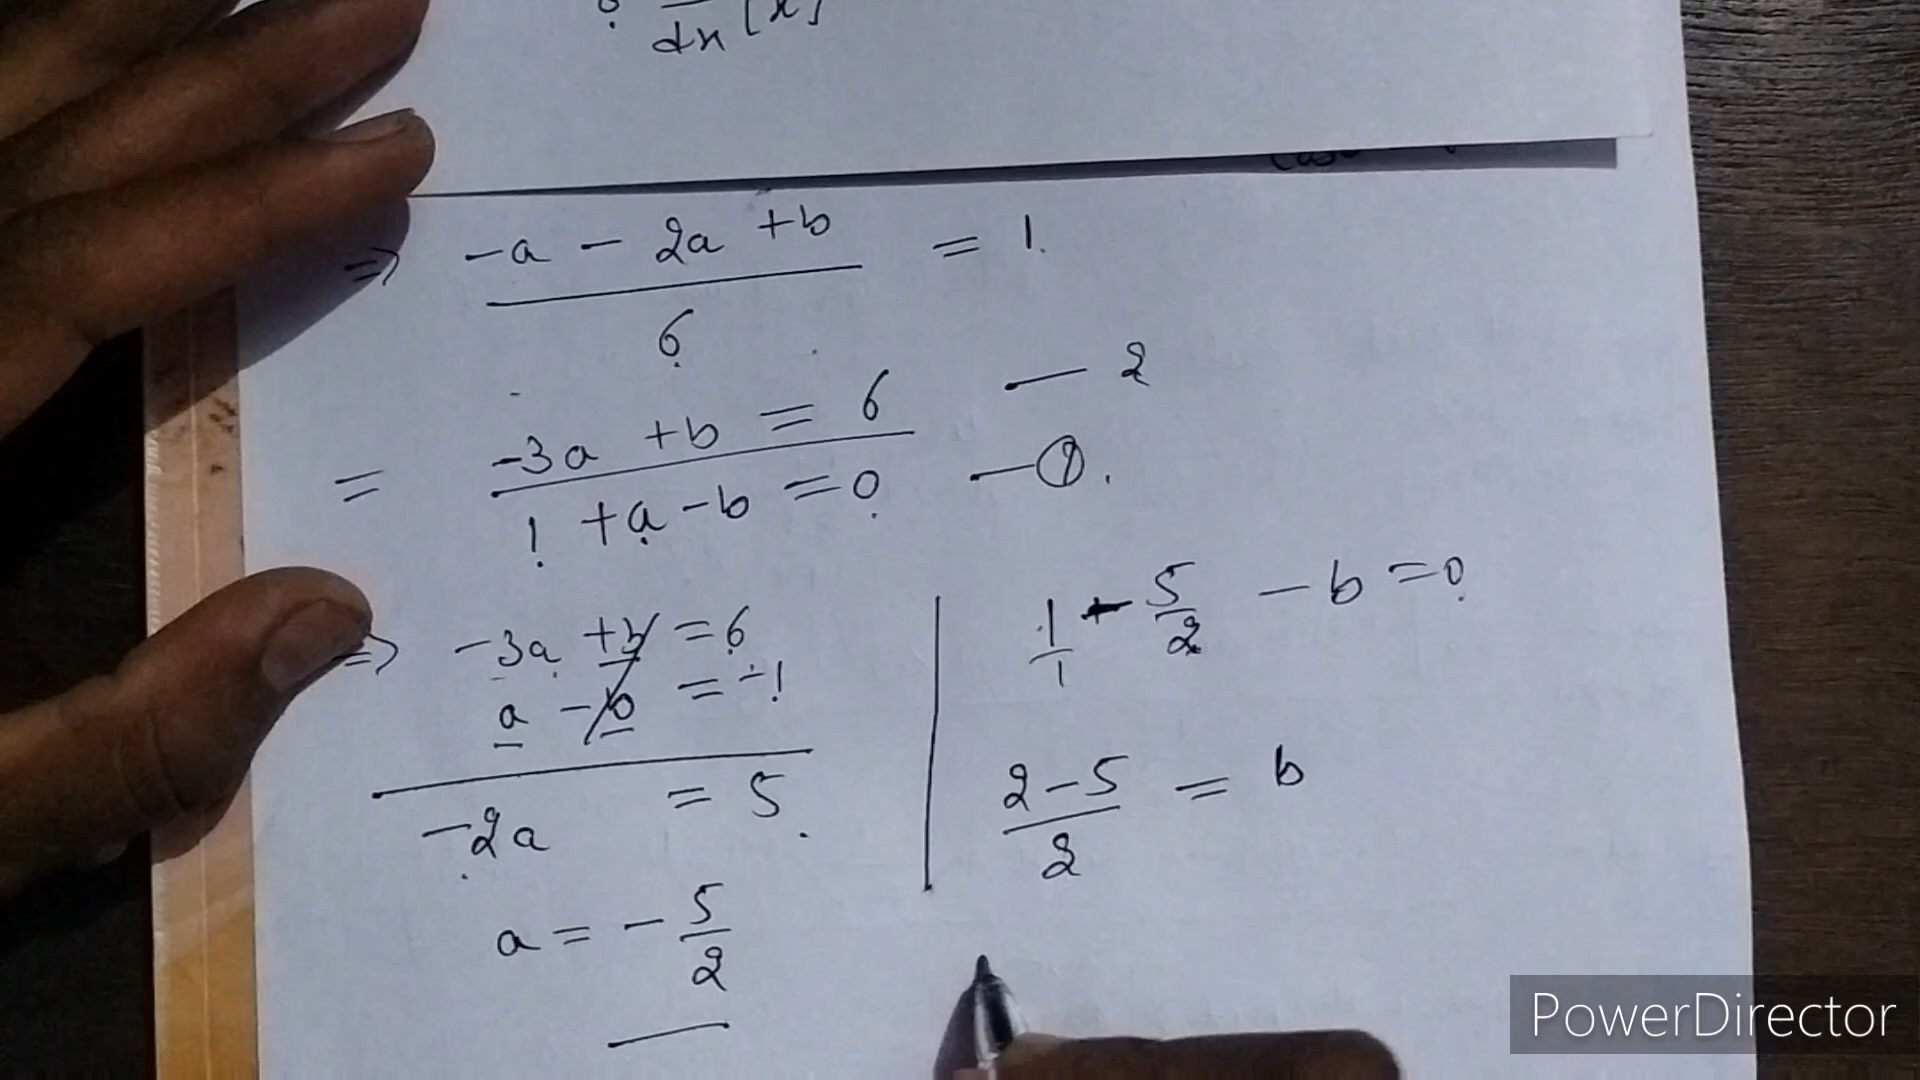 dx [x]
⇒ -a - 2a + b / 6 = 1.
-3a + b = 6 — 2
= 1 + a - b = 0 — ①.
⇒ -3a + b = 6
a - b = -1
-2a = 5.
a = - 5/2
1/1 - 5/2 - b = 0
2 - 5 / 2 = b
PowerDirector